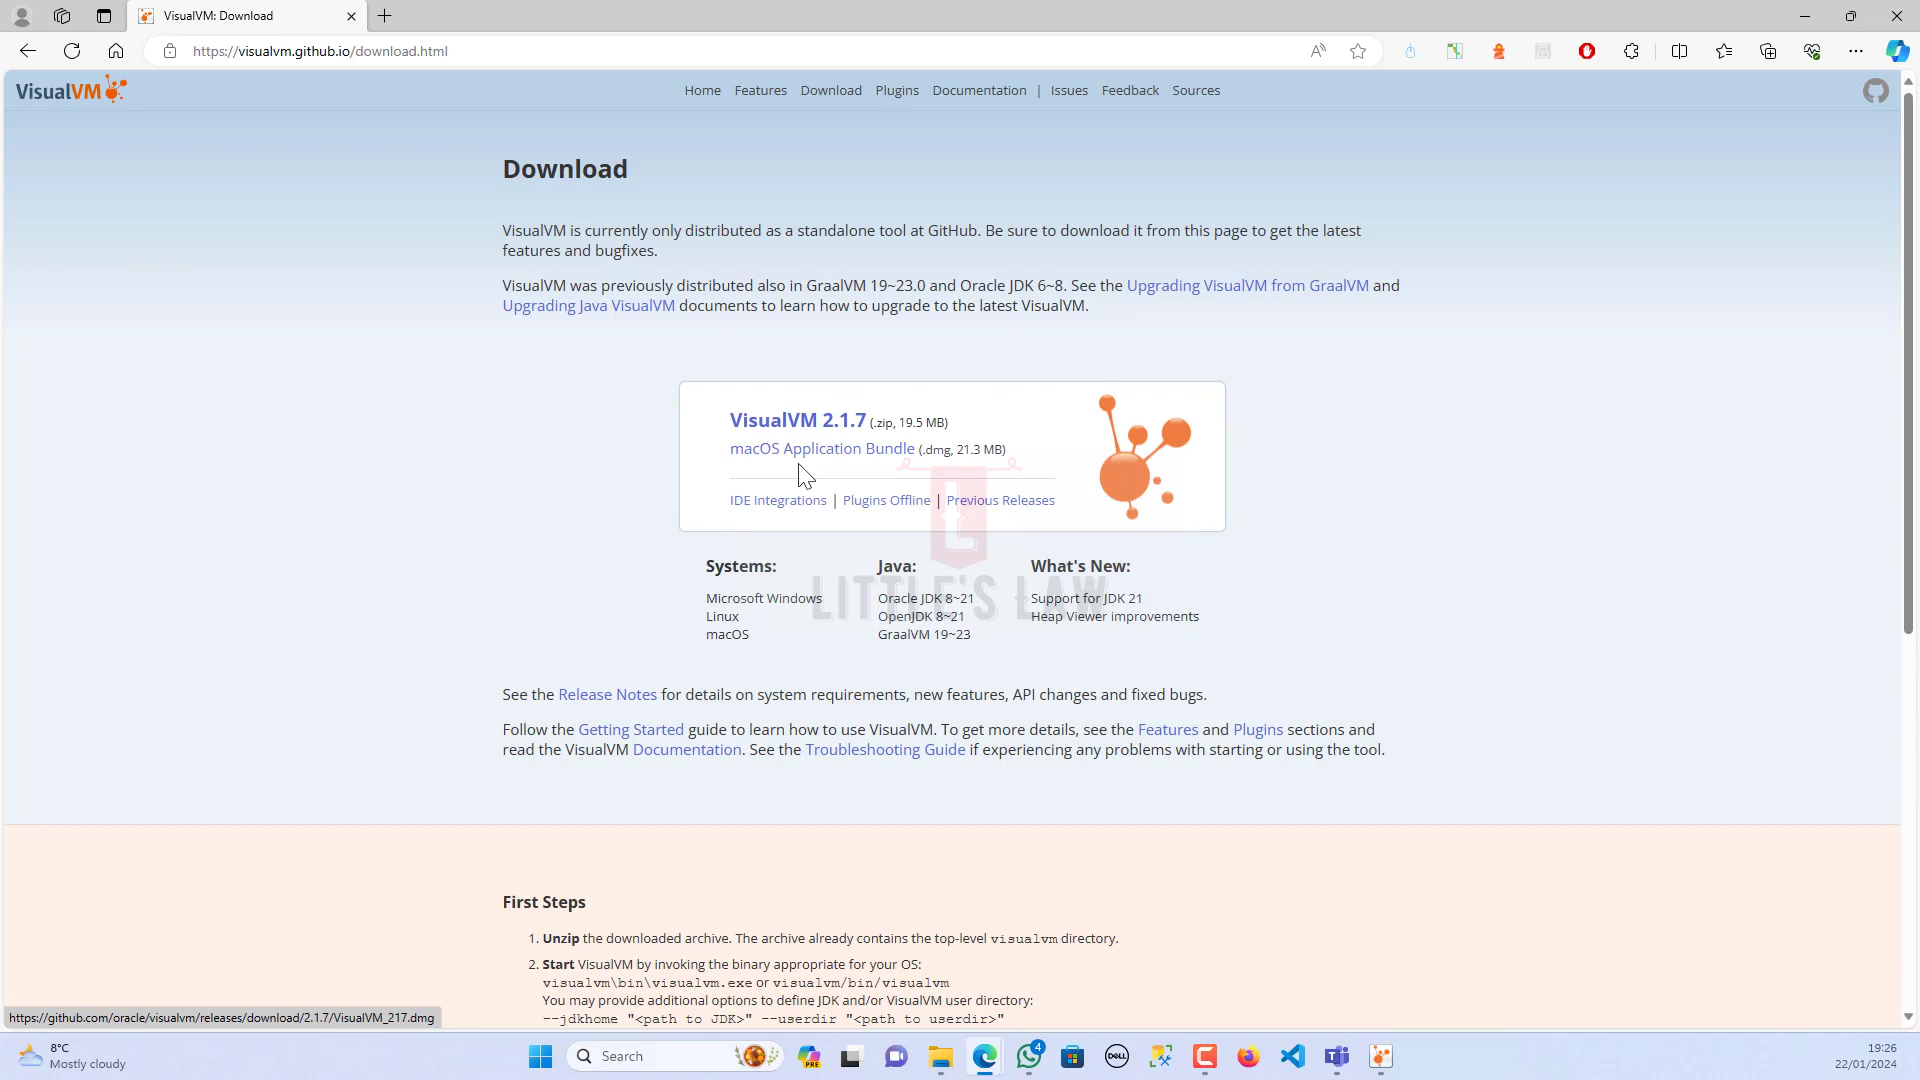 VisualVM: Download
https://visualvm.github.io/download.html
VisualVM
Home Features Download Plugins Documentation | Issues Feedback Sources
Download
VisualVM is currently only distributed as a standalone tool at GitHub. Be sure to download it from this page to get the latest
features and bugfixes.
VisualVM was previously distributed also in GraalVM 19~23.0 and Oracle JDK 6~8. See the Upgrading VisualVM from GraalVM and
Upgrading Java VisualVM documents to learn how to upgrade to the latest VisualVM.
VisualVM 2.1.7 (.zip, 19.5 MB)
macOS Application Bundle (.dmg, 21.3 MB)
IDE Integrations | Plugins Offline | Previous Releases
L
LITTLE'S LAW
Systems: Java: What's New:
Microsoft Windows Oracle JDK 8~21 Support for JDK 21
Linux OpenJDK 8~21 Heap Viewer improvements
macOS GraalVM 19~23
See the Release Notes for details on system requirements, new features, API changes and fixed bugs.
Follow the Getting Started guide to learn how to use VisualVM. To get more details, see the Features and Plugins sections and
read the VisualVM Documentation. See the Troubleshooting Guide if experiencing any problems with starting or using the tool.
First Steps
1. Unzip the downloaded archive. The archive already contains the top-level visualvm directory.
2. Start VisualVM by invoking the binary appropriate for your OS:
visualvm\bin\visualvm.exe or visualvm/bin/visualvm
You may provide additional options to define JDK and/or VisualVM user directory:
--jdkhome "<path to JDK>" --userdir "<path to userdir>"
https://github.com/oracle/visualvm/releases/download/2.1.7/VisualVM_217.dmg
8°C
Mostly cloudy
Search
PRE
4
DELL
19:26
22/01/2024